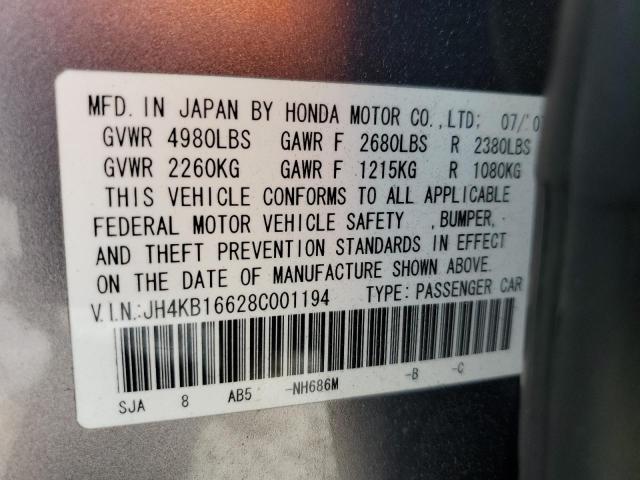 MFD. IN JAPAN BY HONDA MOTOR CO.,LTD; 07/'07
GVWR 4980LBS GAWR F 2680LBS R 2380LBS
GVWR 2260KG GAWR F 1215KG R 1080KG
THIS VEHICLE CONFORMS TO ALL APPLICABLE
FEDERAL MOTOR VEHICLE SAFETY ,BUMPER,
AND THEFT PREVENTION STANDARDS IN EFFECT
ON THE DATE OF MANUFACTURE SHOWN ABOVE.
V.I.N.:JH4KB16628C001194 TYPE: PASSENGER CAR
SJA 8 AB5 -NH686M -B -C